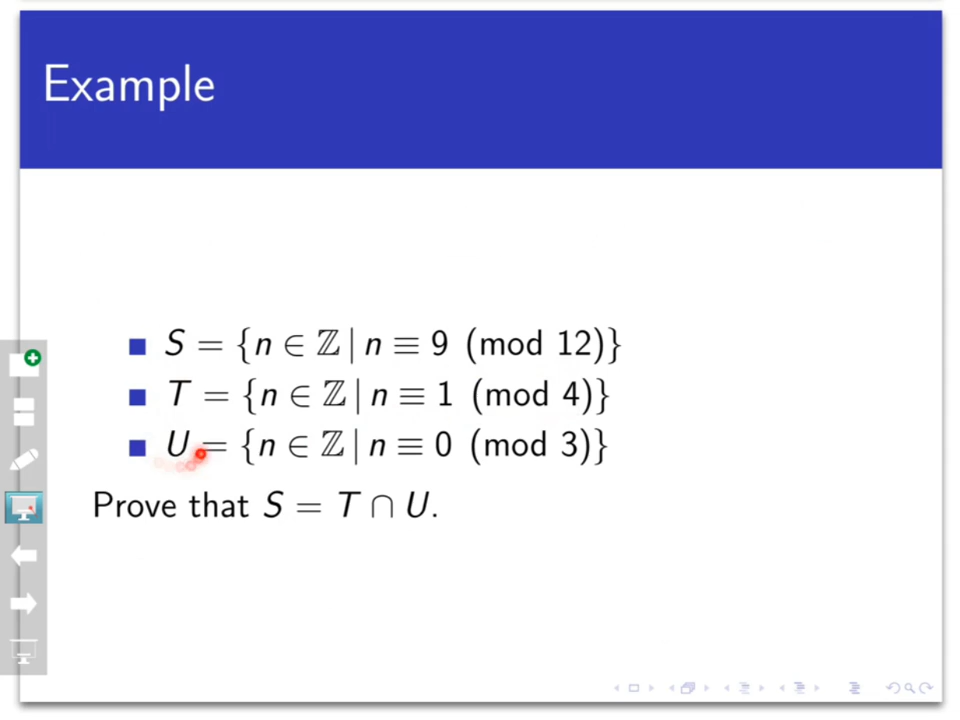 Example
S = {n ∈ ℤ | n ≡ 9 (mod 12)}
T = {n ∈ ℤ | n ≡ 1 (mod 4)}
U = {n ∈ ℤ | n ≡ 0 (mod 3)}
Prove that S = T ∩ U.